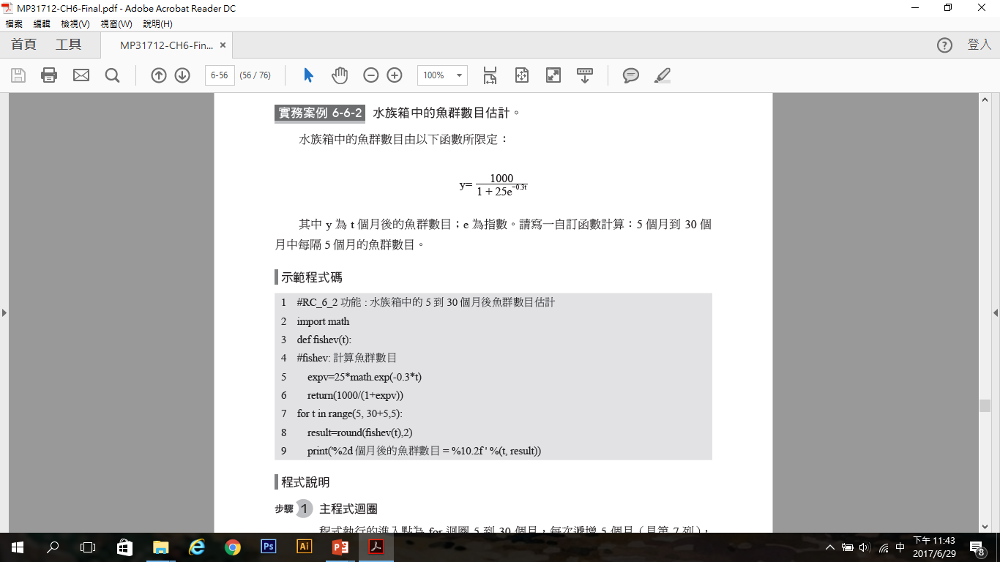 MP31712-CH6-Final.pdf - Adobe Acrobat Reader DC
檔案 編輯 檢視(V) 視窗(W) 說明(H)
首頁 工具 MP31712-CH6-Fin... × ? 登入
6-56 (56 / 76) 100%
實務案例 6-6-2 水族箱中的魚群數目估計。
水族箱中的魚群數目由以下函數所限定：
y= 1000
1 + 25e−0.3t
其中 y 為 t 個月後的魚群數目；e 為指數。請寫一自訂函數計算：5 個月到 30 個
月中每隔 5 個月的魚群數目。
示範程式碼
1 #RC_6_2 功能 : 水族箱中的 5 到 30 個月後魚群數目估計
2 import math
3 def fishev(t):
4 #fishev: 計算魚群數目
5 expv=25*math.exp(-0.3*t)
6 return(1000/(1+expv))
7 for t in range(5, 30+5,5):
8 result=round(fishev(t),2)
9 print('%2d 個月後的魚群數目 = %10.2f ' %(t, result))
程式說明
步驟 1 主程式迴圈
程式執行的進入點為 for 迴圈 5 到 30 個月，每次遞增 5 個月（見第 7 列），
Ps Ai 中 下午 11:43
2017/6/29 8